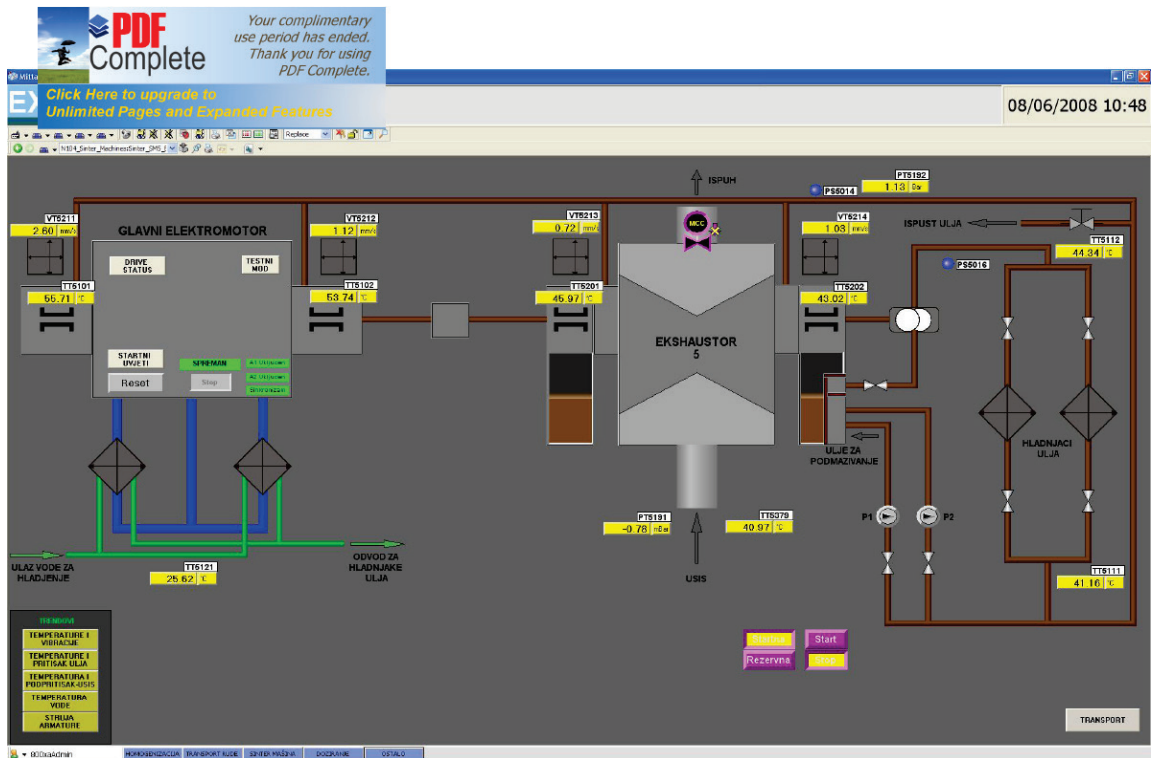 PDF
Complete
Your complimentary
use period has ended.
Thank you for using
PDF Complete.
Click Here to upgrade to
Unlimited Pages and Expanded Features
08/06/2008 10:48
Replace
ISPUH
PS5014
PT5192
1.13 Bar
ISPUST ULJA
VT5211
2.60 mm/s
GLAVNI ELEKTROMOTOR
VT5212
1.12 mm/s
VT5213
0.72 mm/s
MCC
VT5214
1.03 mm/s
TT5112
44.34 °C
PS5016
DRIVE
STATUS
TESTNI
MOD
TT5101
55.71 °C
TT5102
53.74 °C
TT5201
45.97 °C
TT5202
43.02 °C
EKSHAUSTOR
5
STARTNI
UVJETI
SPREMAN
Reset
Stop
ULJE ZA
PODMAZIVANJE
HLADNJACI
ULJA
P1
P2
PT5191
-0.78 mBar
TT5379
40.97 °C
USIS
ULAZ VODE ZA
HLADJENJE
TT5121
25.62 °C
ODVOD ZA
HLADNJAKE
ULJA
TT5111
41.16 °C
TRENDOVI
TEMPERATURE I
VIBRACIJE
TEMPERATURE I
PRITISAK ULJA
TEMPERATURA I
PODPRITISAK-USIS
TEMPERATURA
VODE
STRUJA
ARMATURE
Start
Rezervna
Stop
TRANSPORT
800xaAdmin
HOMOGENIZACIJA
TRANSPORT RUDE
SINTER MAŠINA
DOZIRANJE
OSTALO